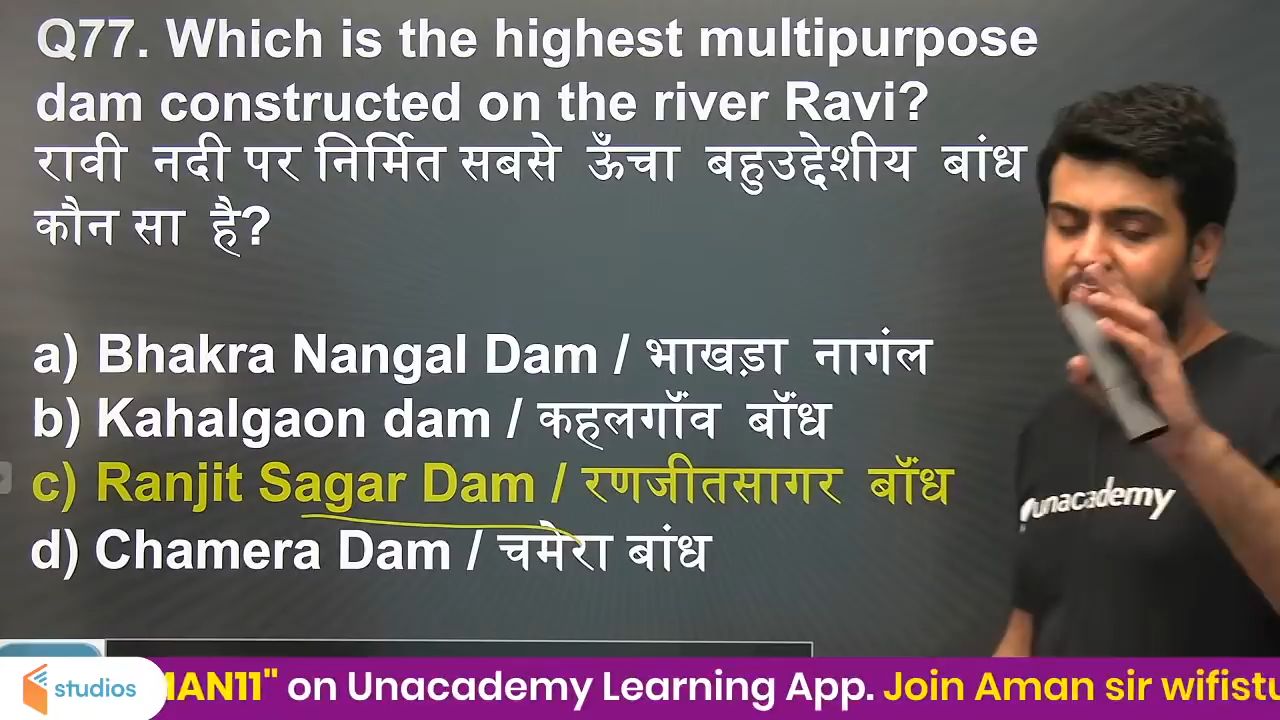 Q77. Which is the highest multipurpose
dam constructed on the river Ravi?
रावी नदी पर निर्मित सबसे ऊँचा बहुउद्देशीय बांध
कौन सा है?
a) Bhakra Nangal Dam / भाखड़ा नागंल
b) Kahalgaon dam / कहलगॉंव बॉंध
c) Ranjit Sagar Dam / रणजीतसागर बॉंध
d) Chamera Dam / चमेरा बांध
unacademy
studios
MAN11" on Unacademy Learning App. Join Aman sir wifistu